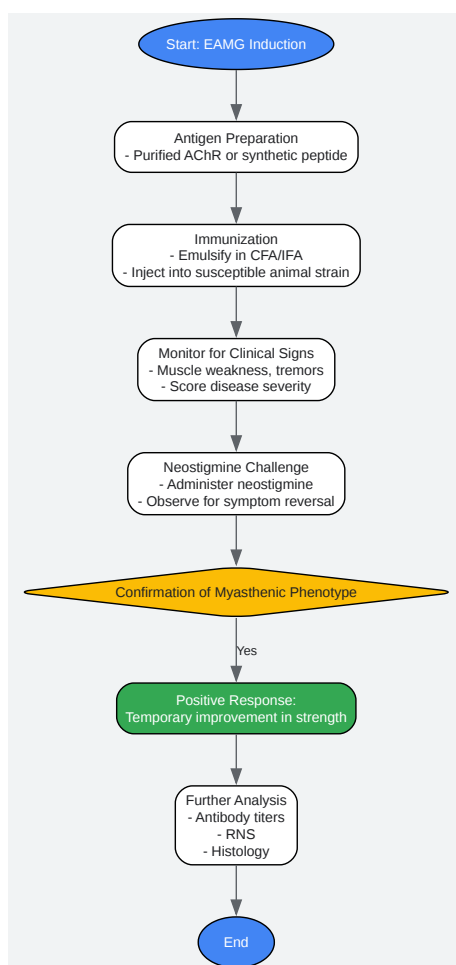 Start: EAMG Induction
Antigen Preparation
- Purified AChR or synthetic peptide
Immunization
- Emulsify in CFA/IFA
- Inject into susceptible animal strain
Monitor for Clinical Signs
- Muscle weakness, tremors
- Score disease severity
Neostigmine Challenge
- Administer neostigmine
- Observe for symptom reversal
Confirmation of Myasthenic Phenotype
Yes
Positive Response:
Temporary improvement in strength
Further Analysis
- Antibody titers
- RNS
- Histology
End